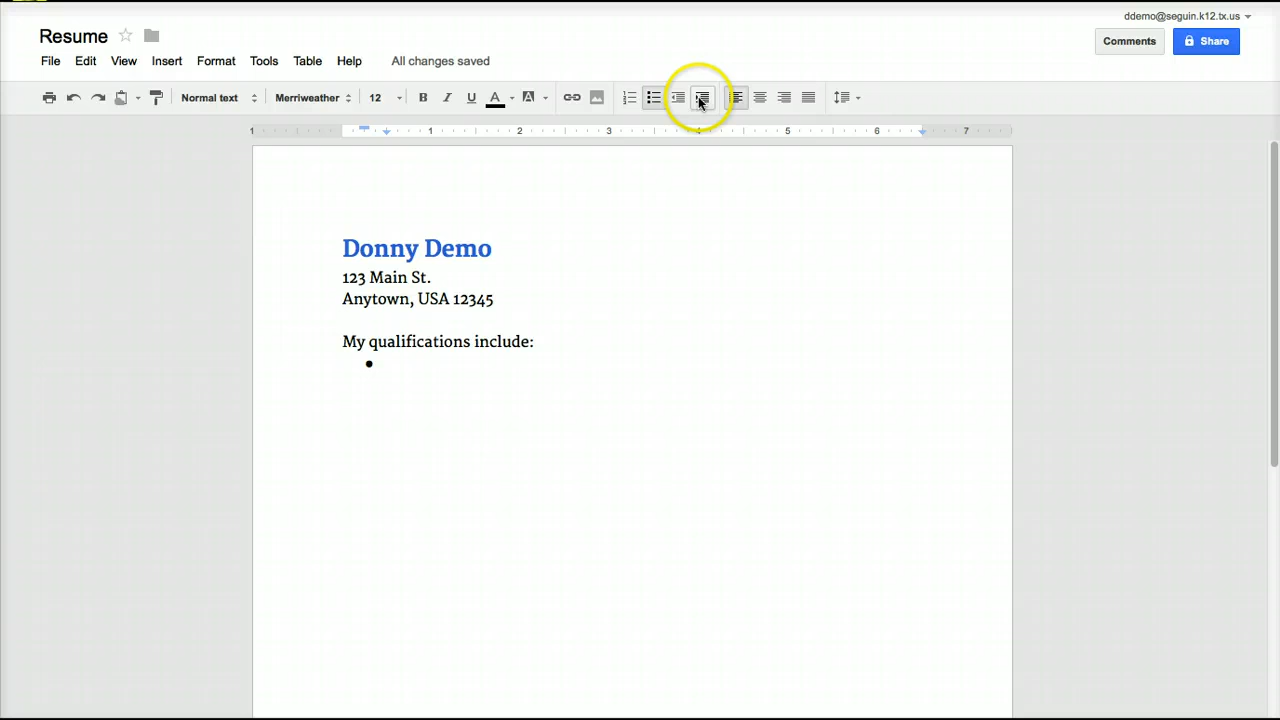 ddemo@seguin.k12.tx.us
Resume
Comments
Share
File Edit View Insert Format Tools Table Help All changes saved
Normal text Merriweather 12 B I U A A
1 1 2 3 4 5 6 7
Donny Demo
123 Main St.
Anytown, USA 12345
My qualifications include: